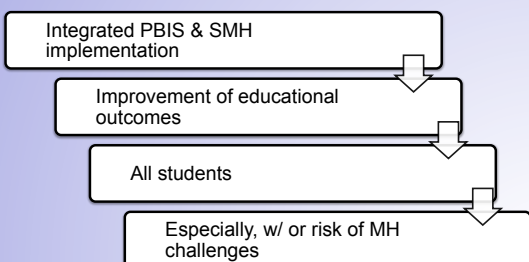 Integrated PBIS & SMH
implementation
Improvement of educational
outcomes
All students
Especially, w/ or risk of MH
challenges